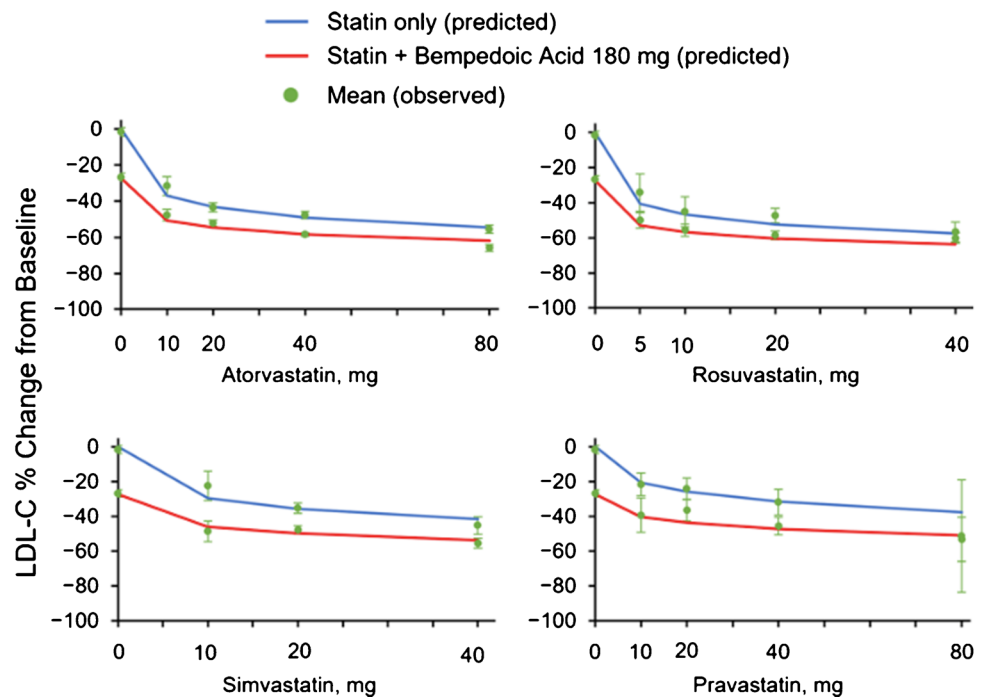 Statin only (predicted)
Statin + Bempedoic Acid 180 mg (predicted)
Mean (observed)
LDL-C % Change from Baseline
0
−20
−40
−60
−80
−100
0 10 20 40 80
Atorvastatin, mg
0
−20
−40
−60
−80
−100
0 5 10 20 40
Rosuvastatin, mg
0
−20
−40
−60
−80
−100
0 10 20 40
Simvastatin, mg
0
−20
−40
−60
−80
−100
0 10 20 40 80
Pravastatin, mg